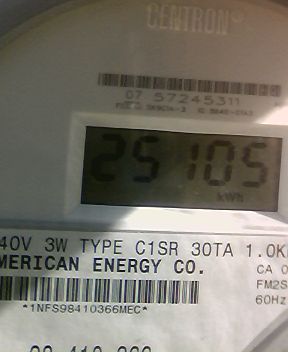 CENTRON
07 57245311
25105
kWh
40V 3W TYPE C1SR 30TA 1.0K
MERICAN ENERGY CO.
CA 0
FM2S
60Hz
*1NFS98410366MEC*